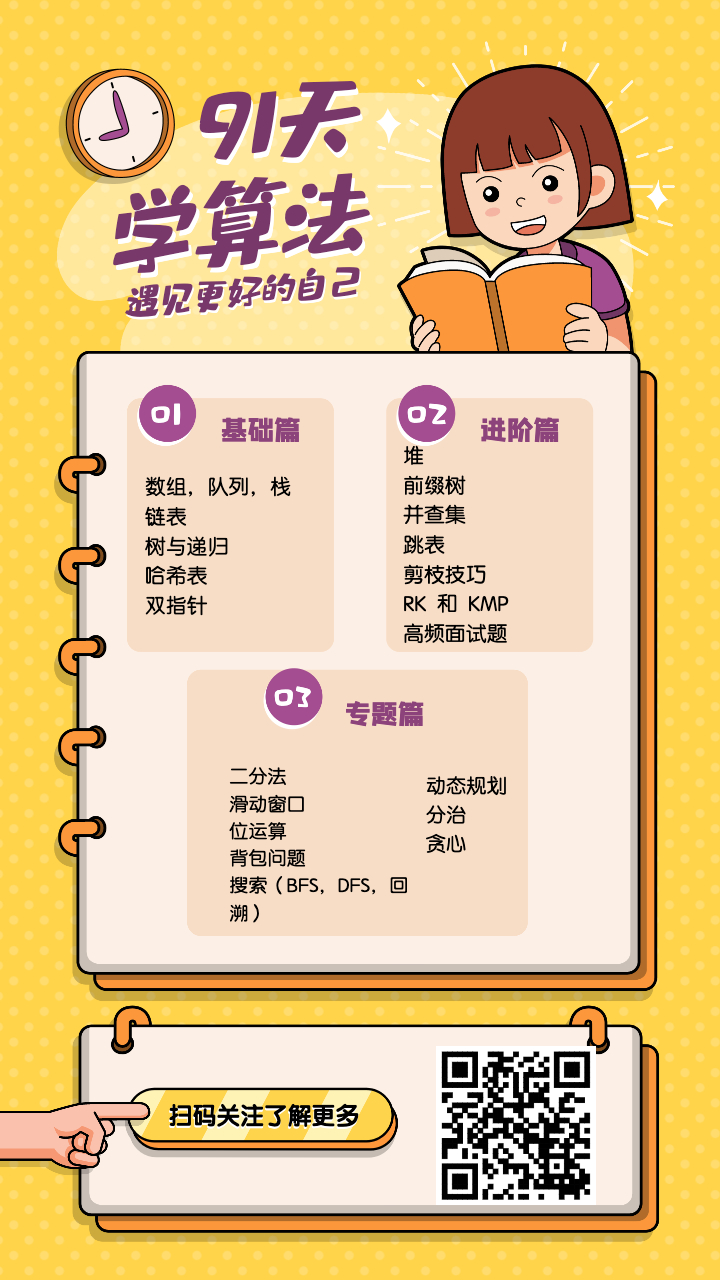 91天
学算法
遇见更好的自己
01
基础篇
数组，队列，栈
链表
树与递归
哈希表
双指针
02
进阶篇
堆
前缀树
并查集
跳表
剪枝技巧
RK 和 KMP
高频面试题
03
专题篇
二分法
滑动窗口
位运算
背包问题
搜索（BFS，DFS，回
溯）
动态规划
分治
贪心
扫码关注了解更多